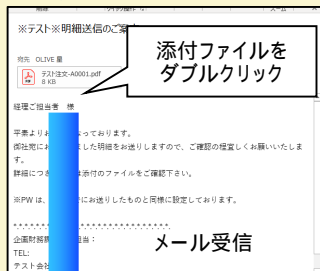 ※テスト※明細送信のご案
添付ファイルを
ダブルクリック
宛先 OLIVE 星
テスト注文-A0001.pdf
8 KB
経理ご担当者 様
平素よりお なっております。
御社宛にお した明細をお送りしますので、ご確認の程宜しくお願いいたしま
す。
詳細につき は添付のファイルをご確認下さい。
※PW は、 にお送りしたものと同様に設定しております。
企画財務 担当：
TEL:
テスト会社
メール受信